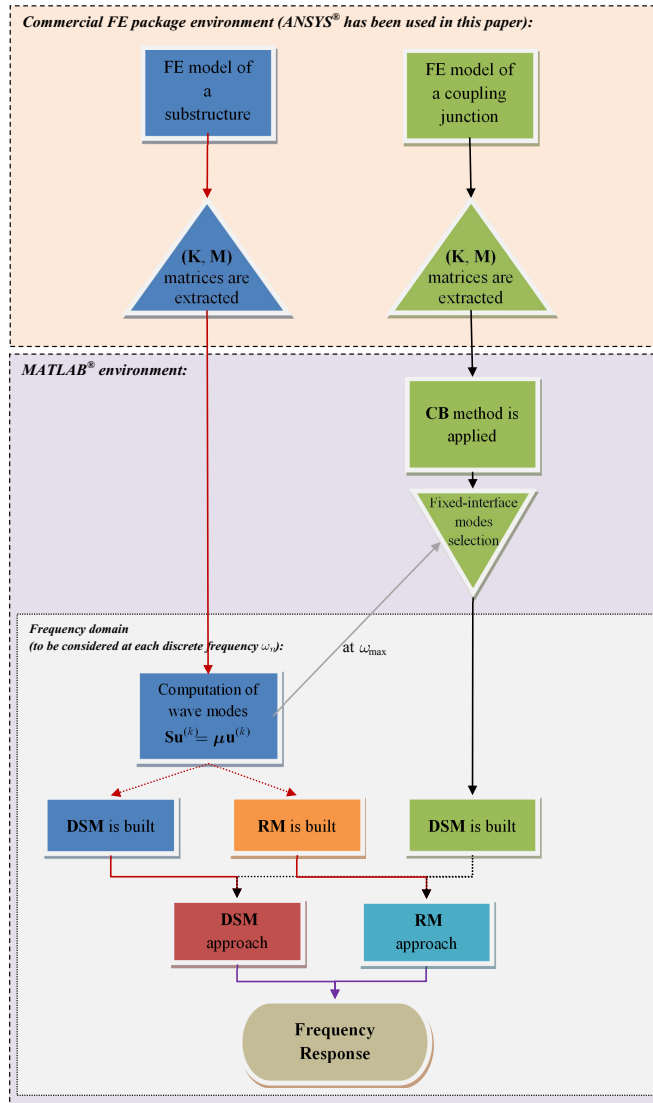 Commercial FE package environment (ANSYS® has been used in this paper):
FE model of
a
substructure
FE model of
a coupling
junction
(K, M)
matrices are
extracted
(K, M)
matrices are
extracted
MATLAB® environment:
CB method is
applied
Fixed-interface
modes
selection
Frequency domain
(to be considered at each discrete frequency ωn):
at ωmax
Computation of
wave modes
Su(k)= μu(k)
DSM is built
RM is built
DSM is built
DSM
approach
RM
approach
Frequency
Response